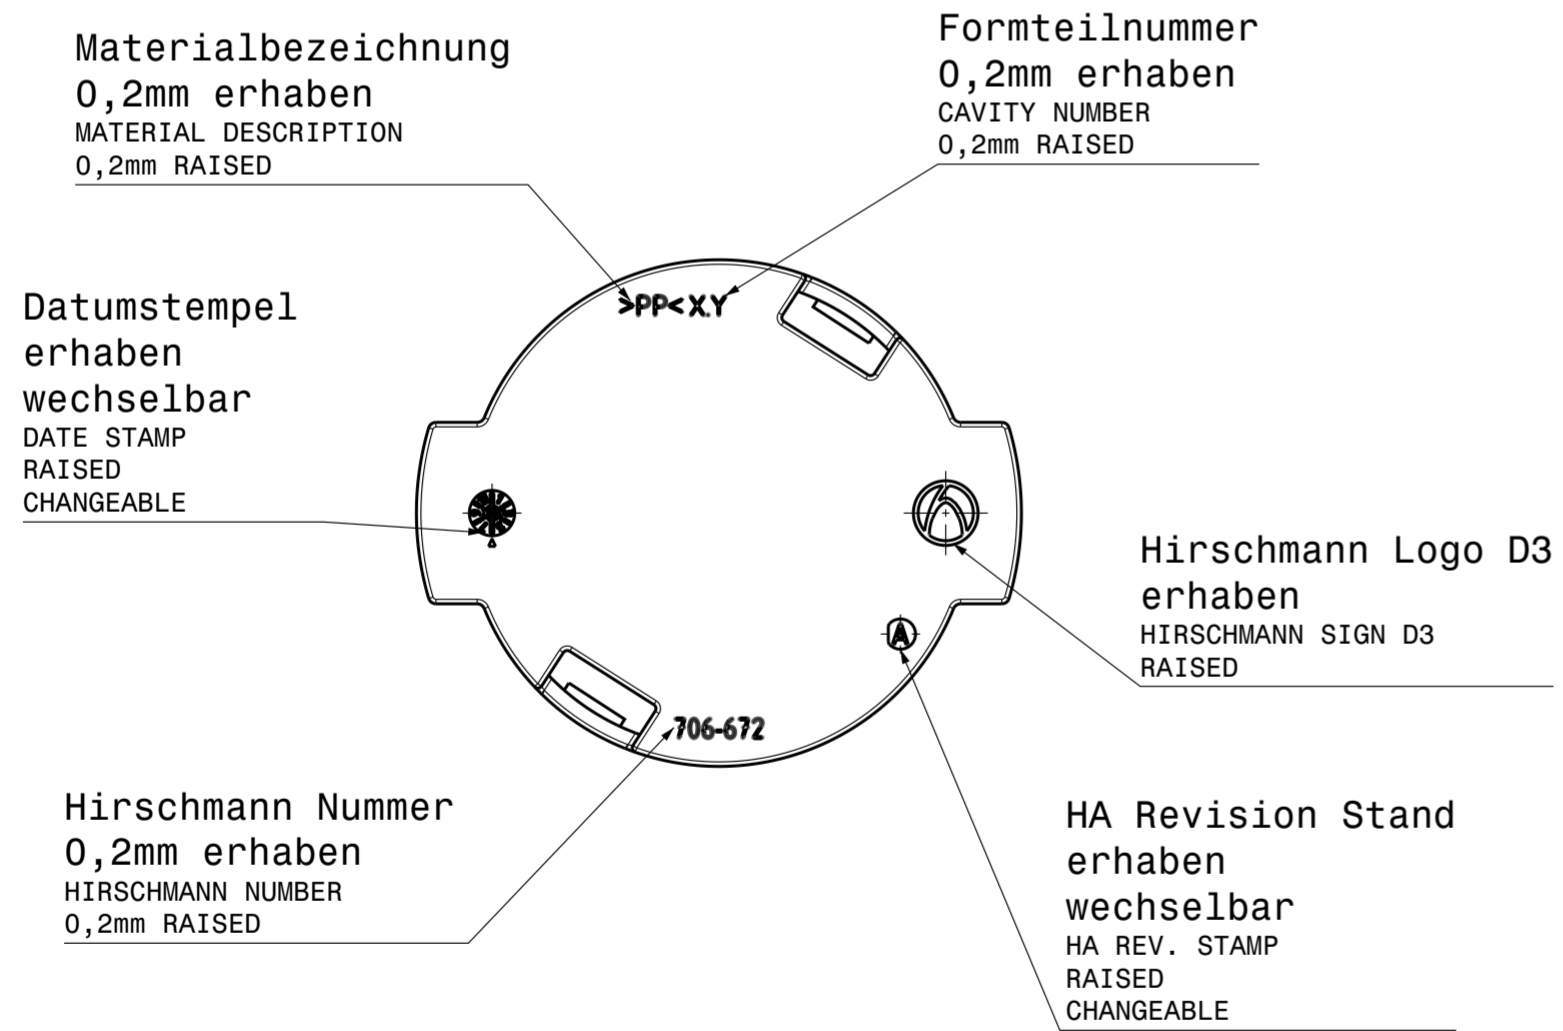 Materialbezeichnung
0,2mm erhaben
MATERIAL DESCRIPTION
0,2mm RAISED
Formteilnummer
0,2mm erhaben
CAVITY NUMBER
0,2mm RAISED
>PP< X.Y
Datumstempel
erhaben
wechselbar
DATE STAMP
RAISED
CHANGEABLE
Hirschmann Logo D3
erhaben
HIRSCHMANN SIGN D3
RAISED
A
706-672
Hirschmann Nummer
0,2mm erhaben
HIRSCHMANN NUMBER
0,2mm RAISED
HA Revision Stand
erhaben
wechselbar
HA REV. STAMP
RAISED
CHANGEABLE